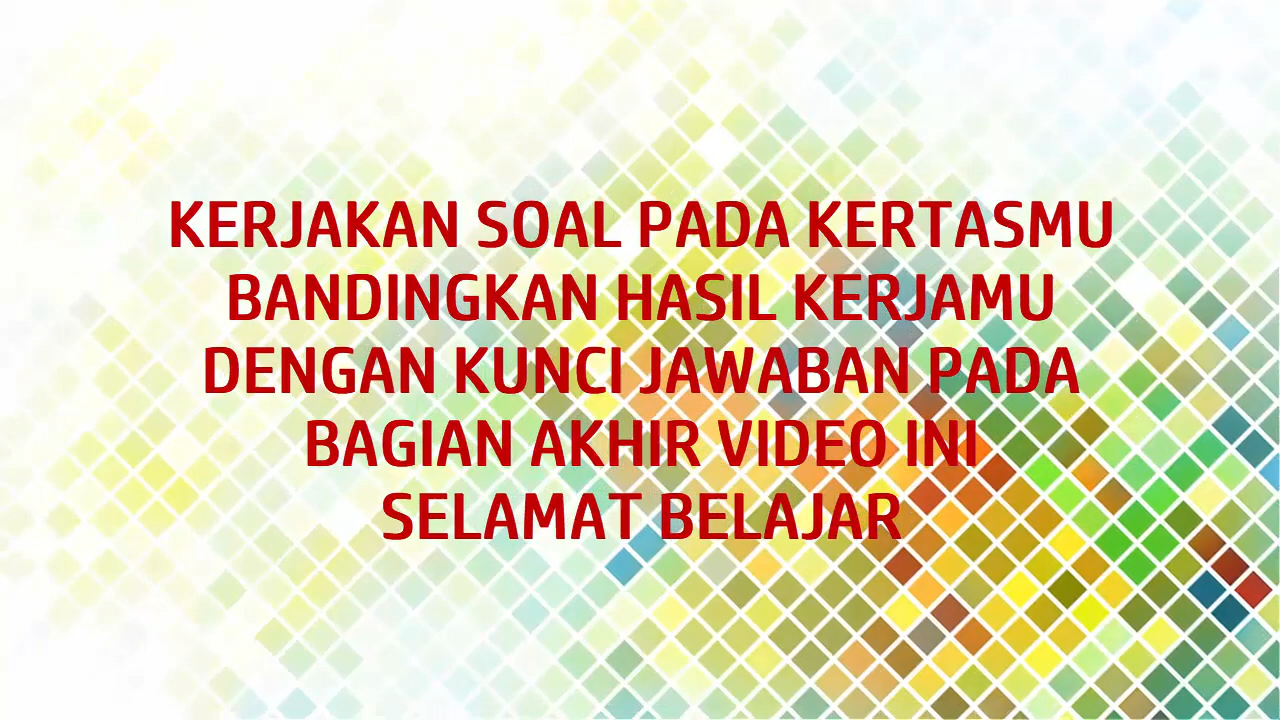 KERJAKAN SOAL PADA KERTASMU
BANDINGKAN HASIL KERJAMU
DENGAN KUNCI JAWABAN PADA
BAGIAN AKHIR VIDEO INI
SELAMAT BELAJAR